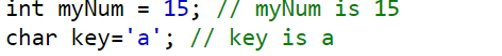 int myNum = 15; // myNum is 15
char key='a'; // key is a